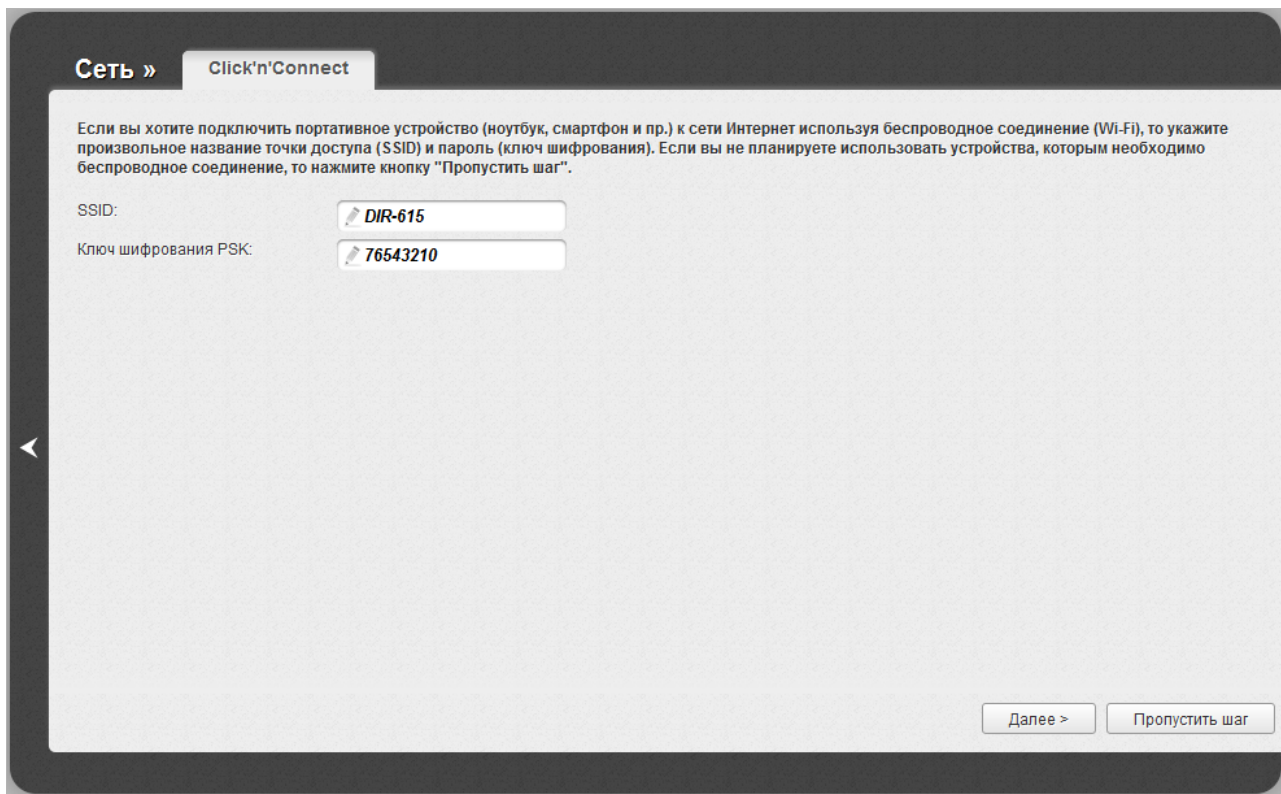 Сеть »
Click'n'Connect
Если вы хотите подключить портативное устройство (ноутбук, смартфон и пр.) к сети Интернет используя беспроводное соединение (Wi-Fi), то укажите
произвольное название точки доступа (SSID) и пароль (ключ шифрования). Если вы не планируете использовать устройства, которым необходимо
беспроводное соединение, то нажмите кнопку "Пропустить шаг".
SSID:
DIR-615
Ключ шифрования PSK:
76543210
Далее >
Пропустить шаг